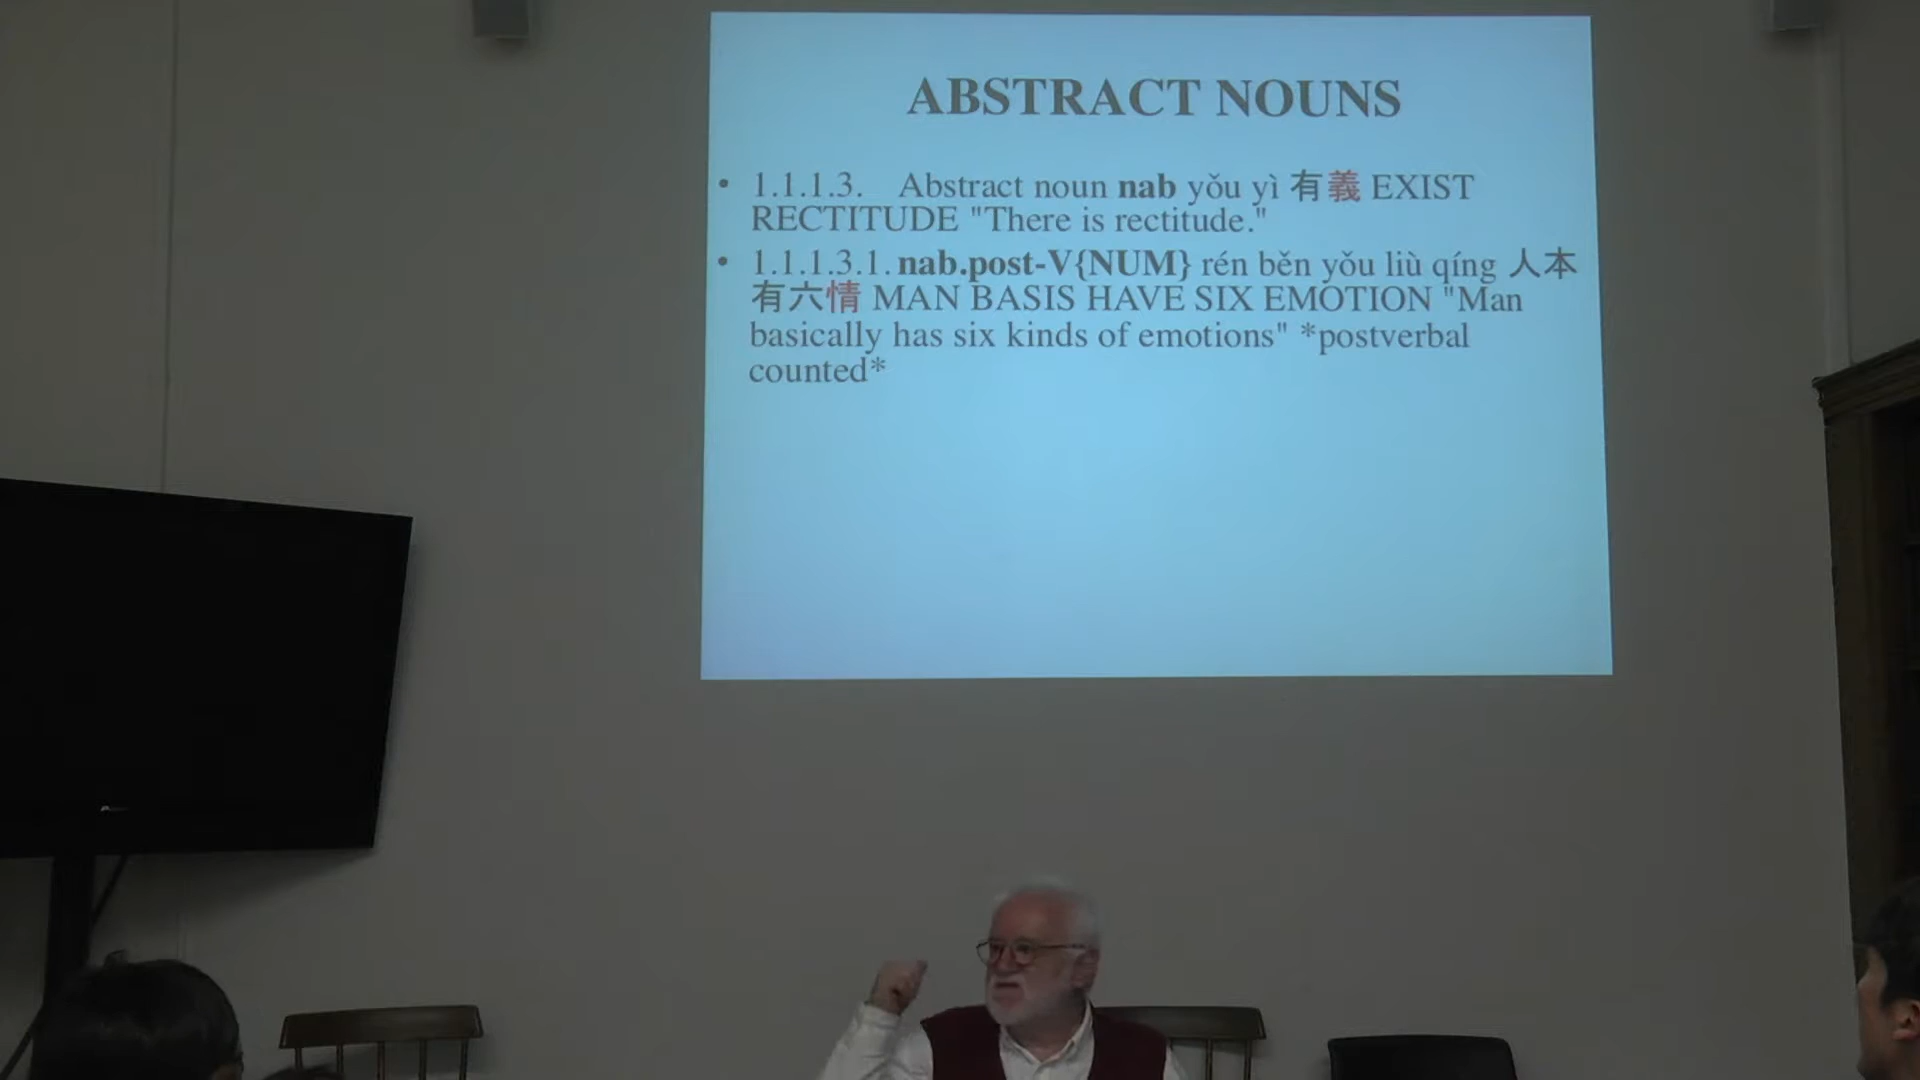 ABSTRACT NOUNS
• 1.1.1.3. Abstract noun nab yǒu yì 有義 EXIST
RECTITUDE "There is rectitude."
• 1.1.1.3.1. nab.post-V{NUM} rén běn yǒu liù qíng 人本
有六情 MAN BASIS HAVE SIX EMOTION "Man
basically has six kinds of emotions" *postverbal
counted*